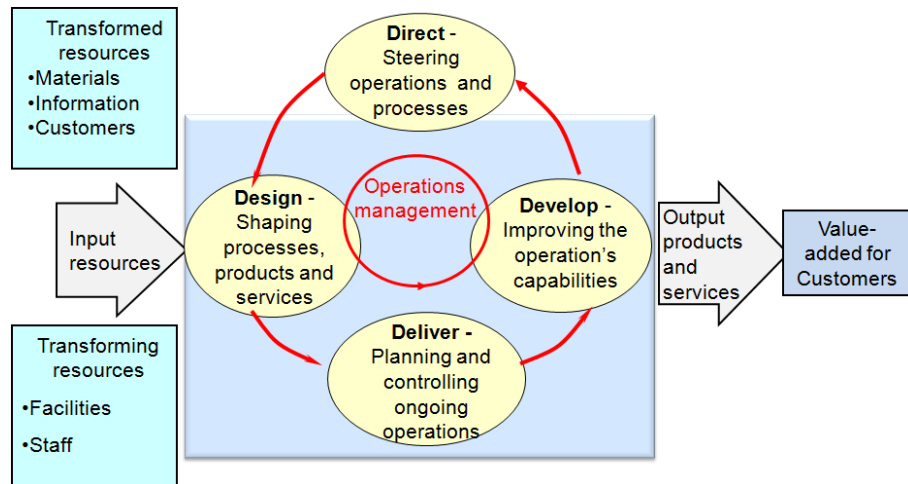 Transformed
resources
•Materials
•Information
•Customers
Direct -
Steering
operations and
processes
Input
resources
Design -
Shaping
processes,
products and
services
Operations
management
Develop -
Improving the
operation's
capabilities
Output
products
and
services
Value-
added for
Customers
Transforming
resources
•Facilities
•Staff
Deliver -
Planning and
controlling
ongoing
operations